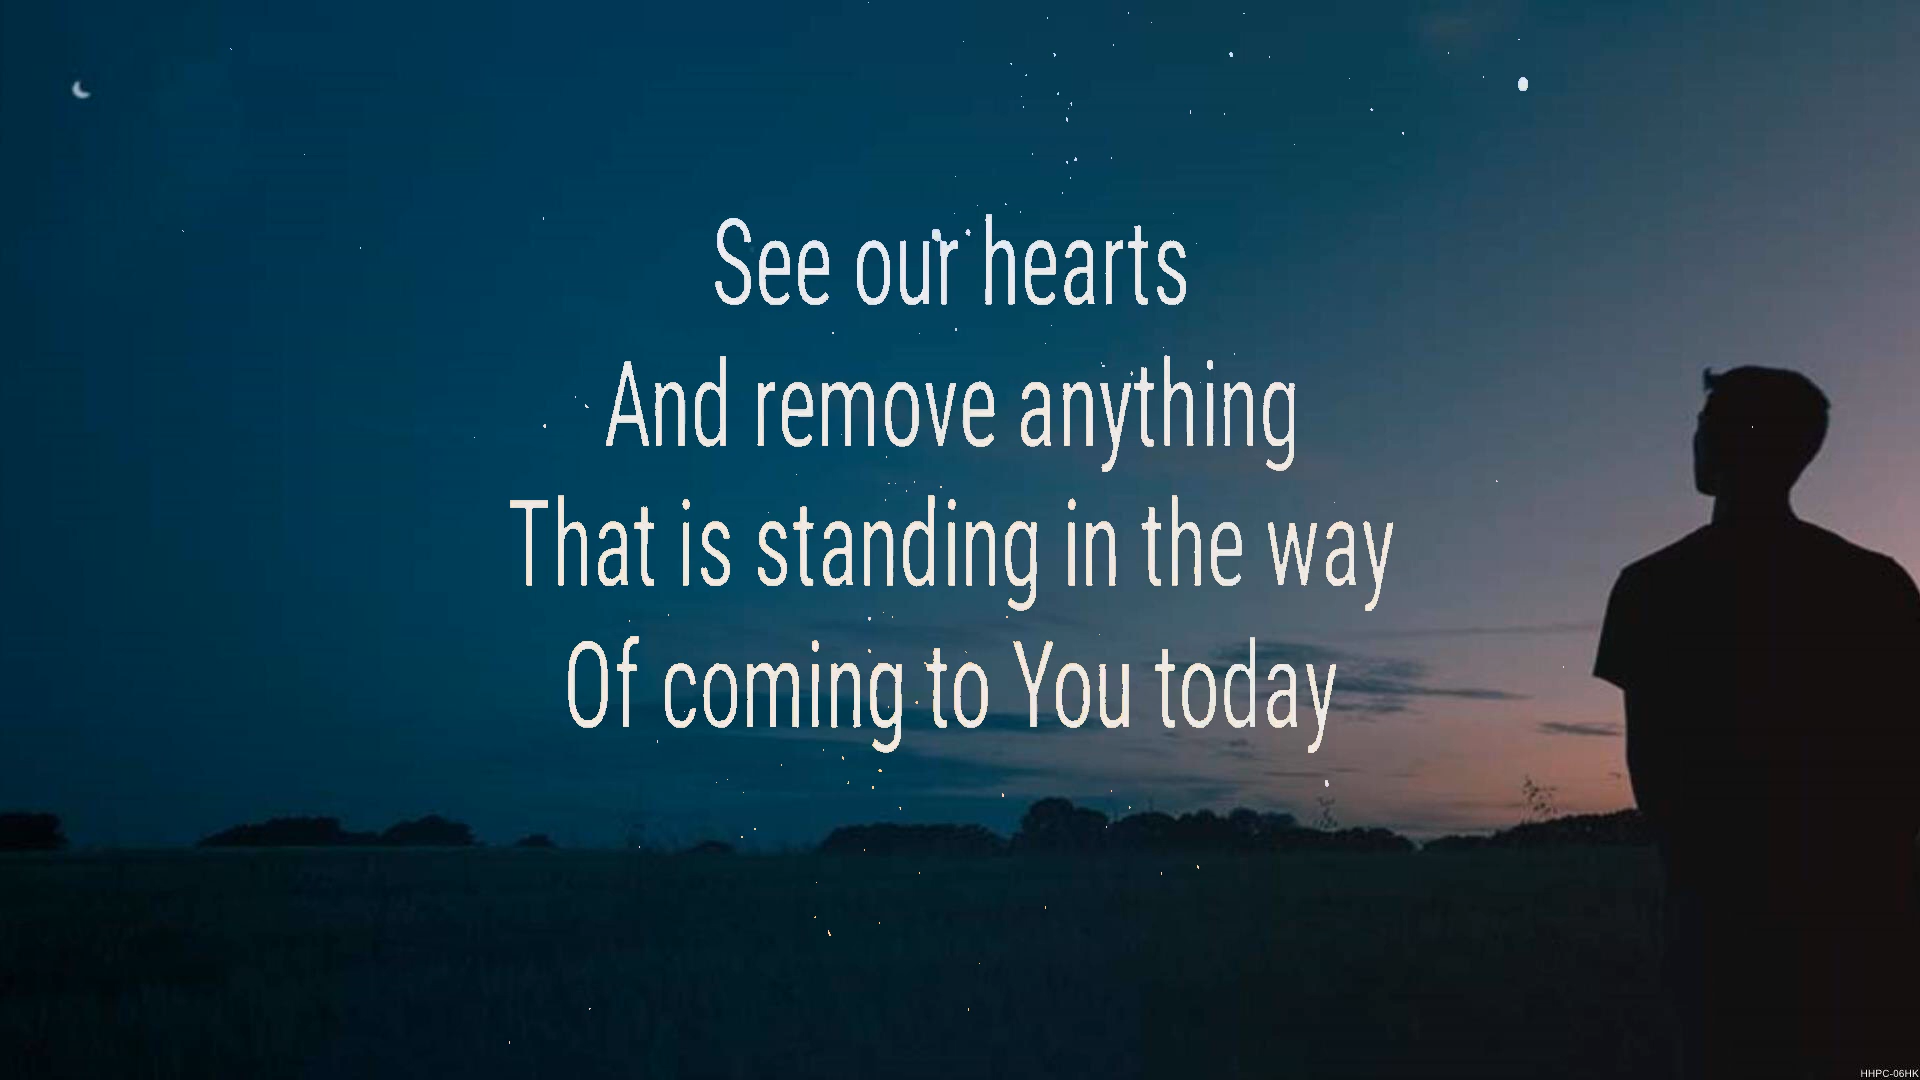 See our hearts
And remove anything
That is standing in the way
Of coming to You today
HHPC-06HK